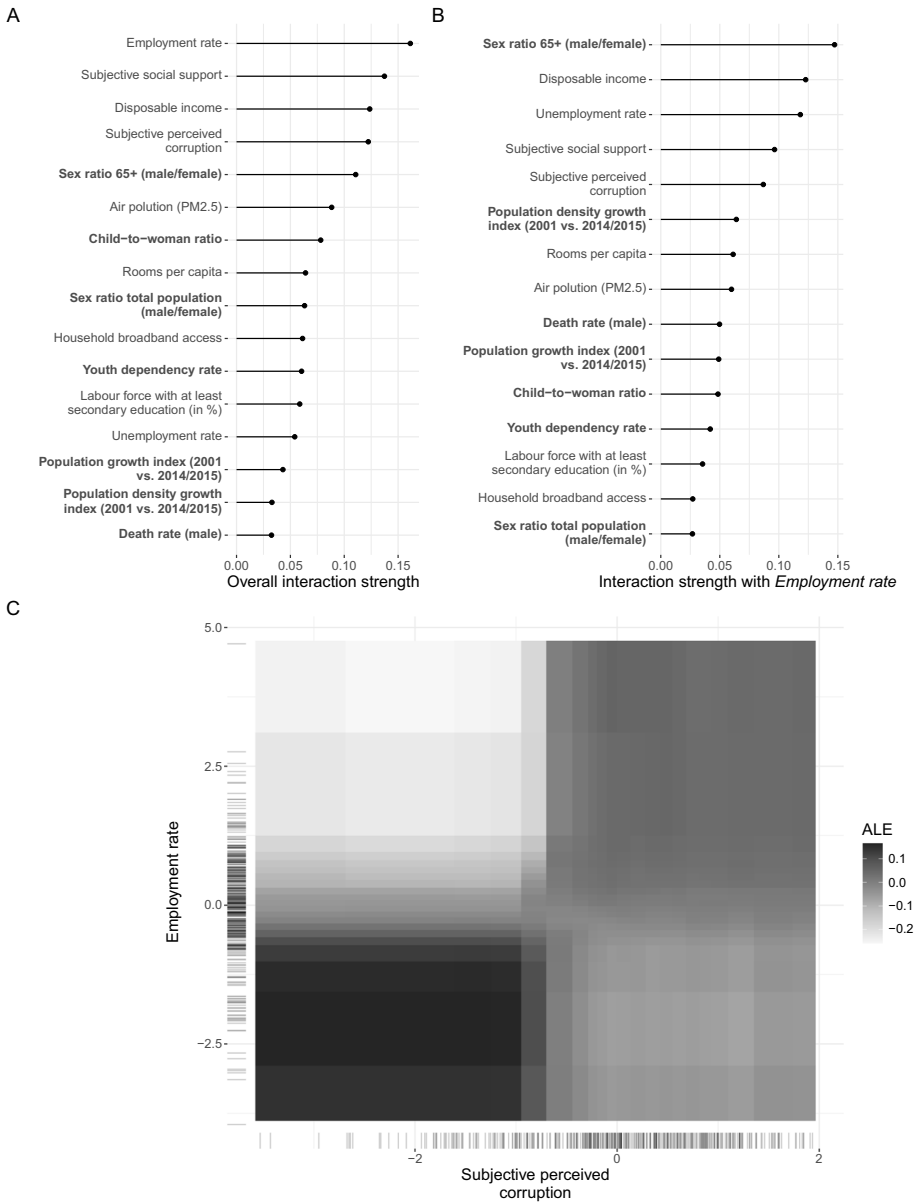 A
Employment rate
Subjective social support
Disposable income
Subjective perceived
corruption
Sex ratio 65+ (male/female)
Air polution (PM2.5)
Child−to−woman ratio
Rooms per capita
Sex ratio total population
(male/female)
Household broadband access
Youth dependency rate
Labour force with at least
secondary education (in %)
Unemployment rate
Population growth index (2001
vs. 2014/2015)
Population density growth
index (2001 vs. 2014/2015)
Death rate (male)
0.00 0.05 0.10 0.15
Overall interaction strength
B
Sex ratio 65+ (male/female)
Disposable income
Unemployment rate
Subjective social support
Subjective perceived
corruption
Population density growth
index (2001 vs. 2014/2015)
Rooms per capita
Air polution (PM2.5)
Death rate (male)
Population growth index (2001
vs. 2014/2015)
Child−to−woman ratio
Youth dependency rate
Labour force with at least
secondary education (in %)
Household broadband access
Sex ratio total population
(male/female)
0.00 0.05 0.10 0.15
Interaction strength with Employment rate
C
5.0
2.5
0.0
−2.5
Employment rate
−2 0 2
Subjective perceived
corruption
ALE
0.1
0.0
−0.1
−0.2